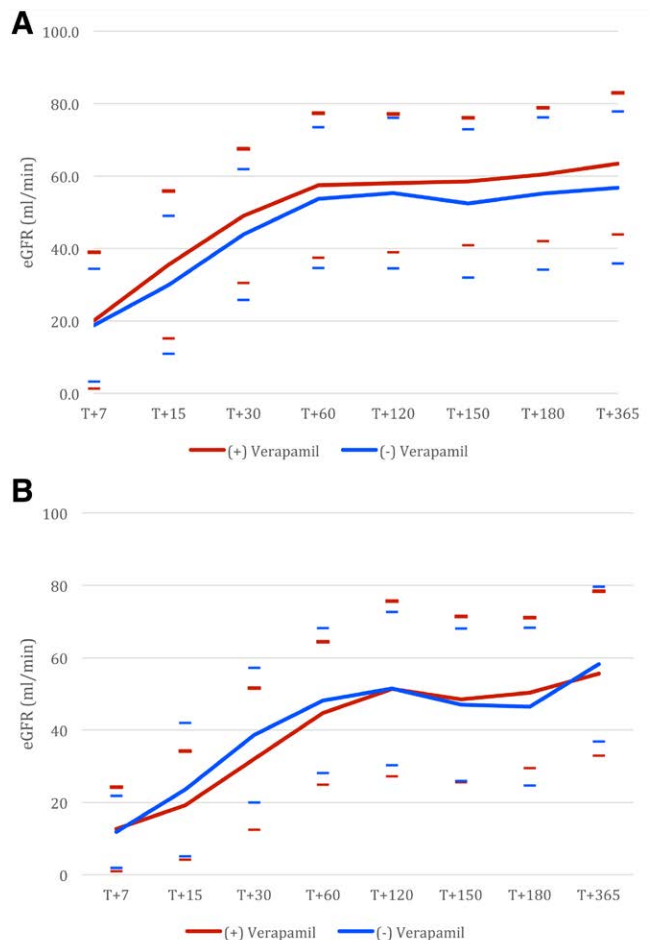 A
100.0
80.0
60.0
40.0
20.0
0.0
eGFR (ml/min)
T+7 T+15 T+30 T+60 T+120 T+150 T+180 T+365
(+) Verapamil (-) Verapamil
B
100
80
60
40
20
0
eGFR (ml/min)
T+7 T+15 T+30 T+60 T+120 T+150 T+180 T+365
(+) Verapamil (-) Verapamil